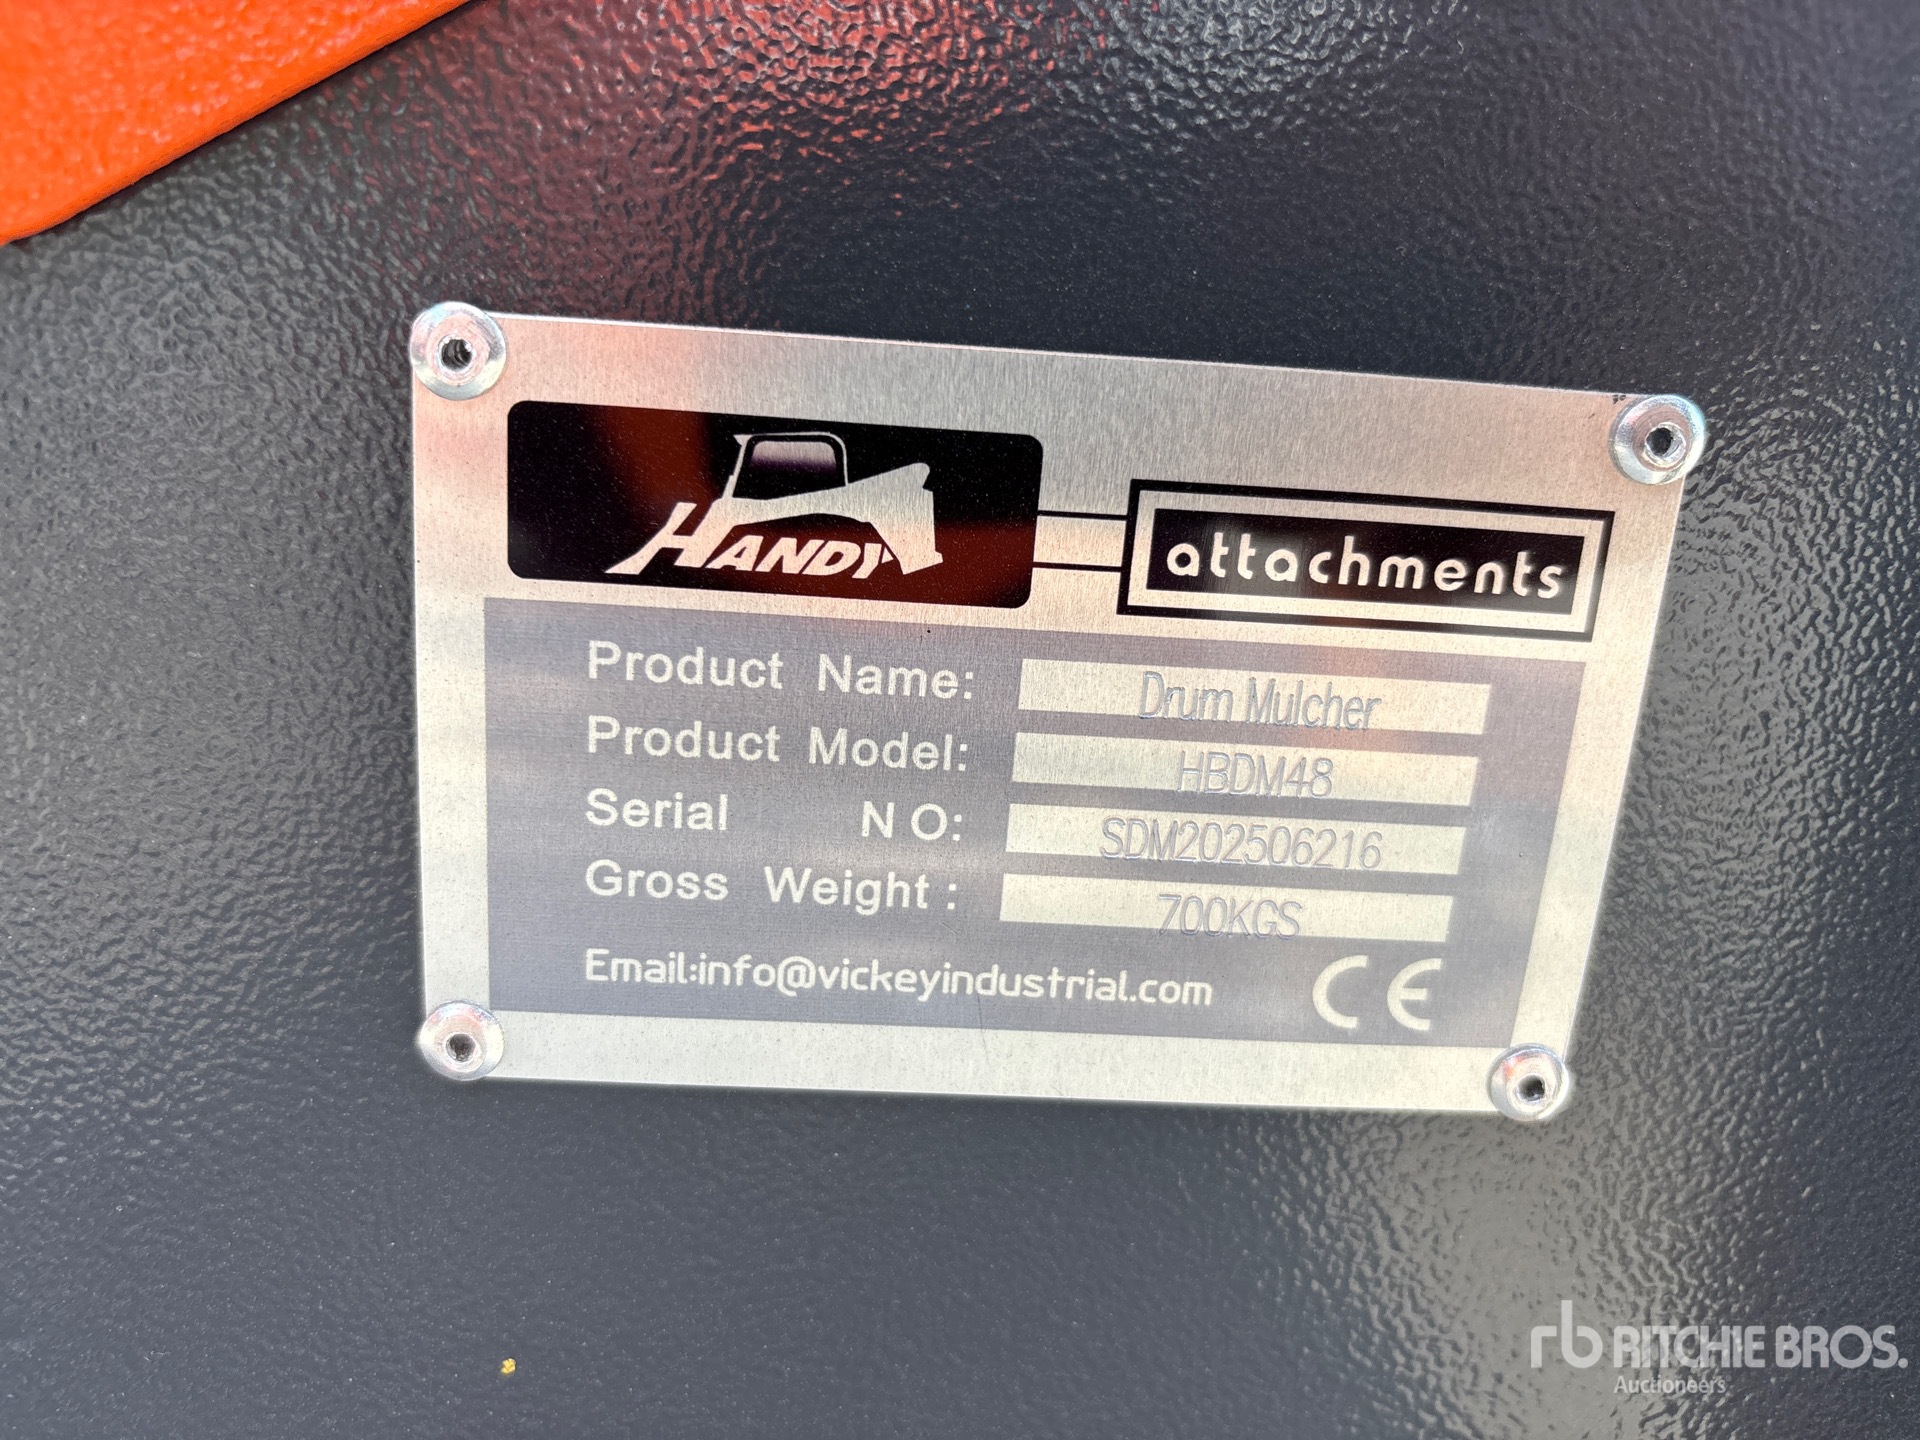 HANDY
attachments
Product Name: Drum Mulcher
Product Model: HBDM48
Serial NO: SDM202506216
Gross Weight: 700KGS
Email:info@vickeyindustrial.com CE
rb RITCHIE BROS.
Auctioneers